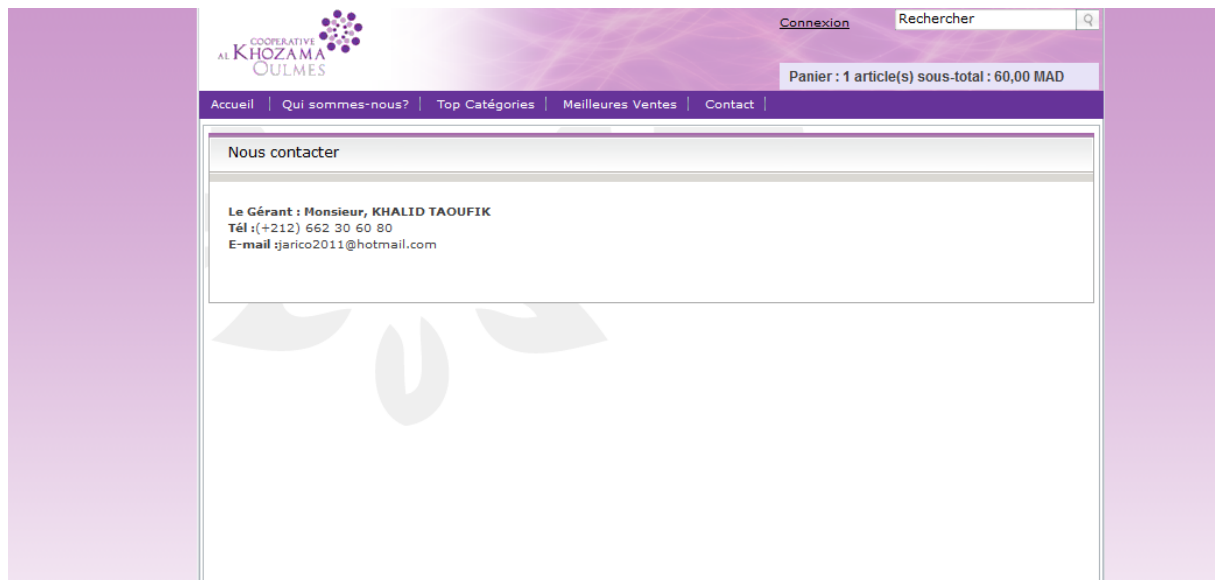 COOPERATIVE
AL KHOZAMA
OULMES
Connexion
Rechercher
Panier : 1 article(s) sous-total : 60,00 MAD
Accueil | Qui sommes-nous? | Top Catégories | Meilleures Ventes | Contact |
Nous contacter
Le Gérant : Monsieur, KHALID TAOUFIK
Tél :(+212) 662 30 60 80
E-mail :jarico2011@hotmail.com